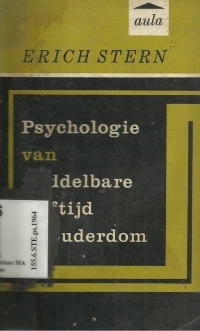 aula
ERICH STERN
Psychologie
van
ddelbare
tijd
uderdom
155.6.STE.ps.1964